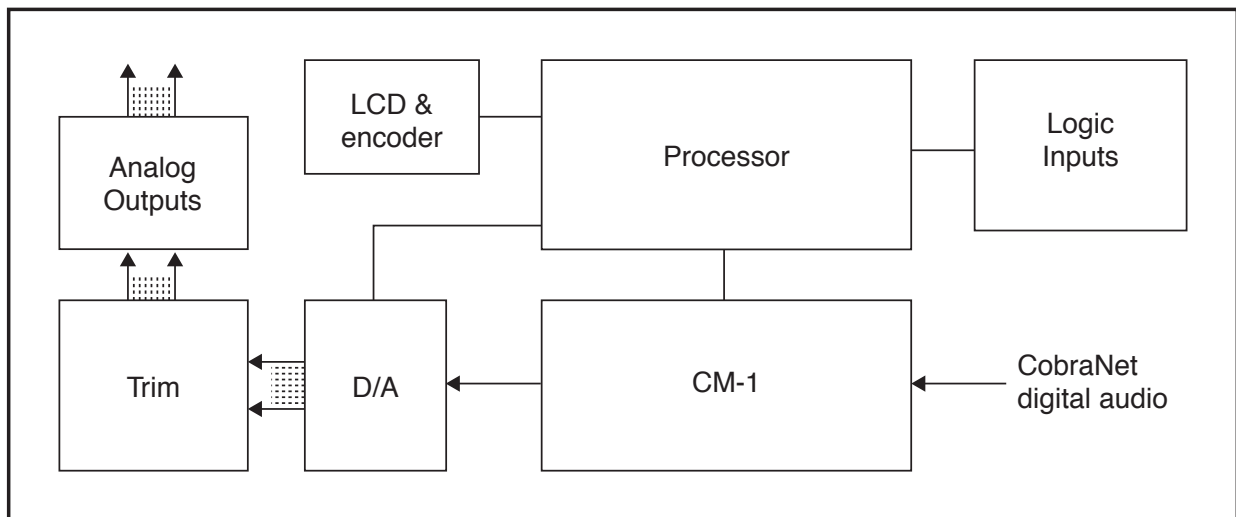 LCD &
encoder
Processor
Logic
Inputs
Analog
Outputs
Trim
D/A
CM-1
CobraNet
digital audio